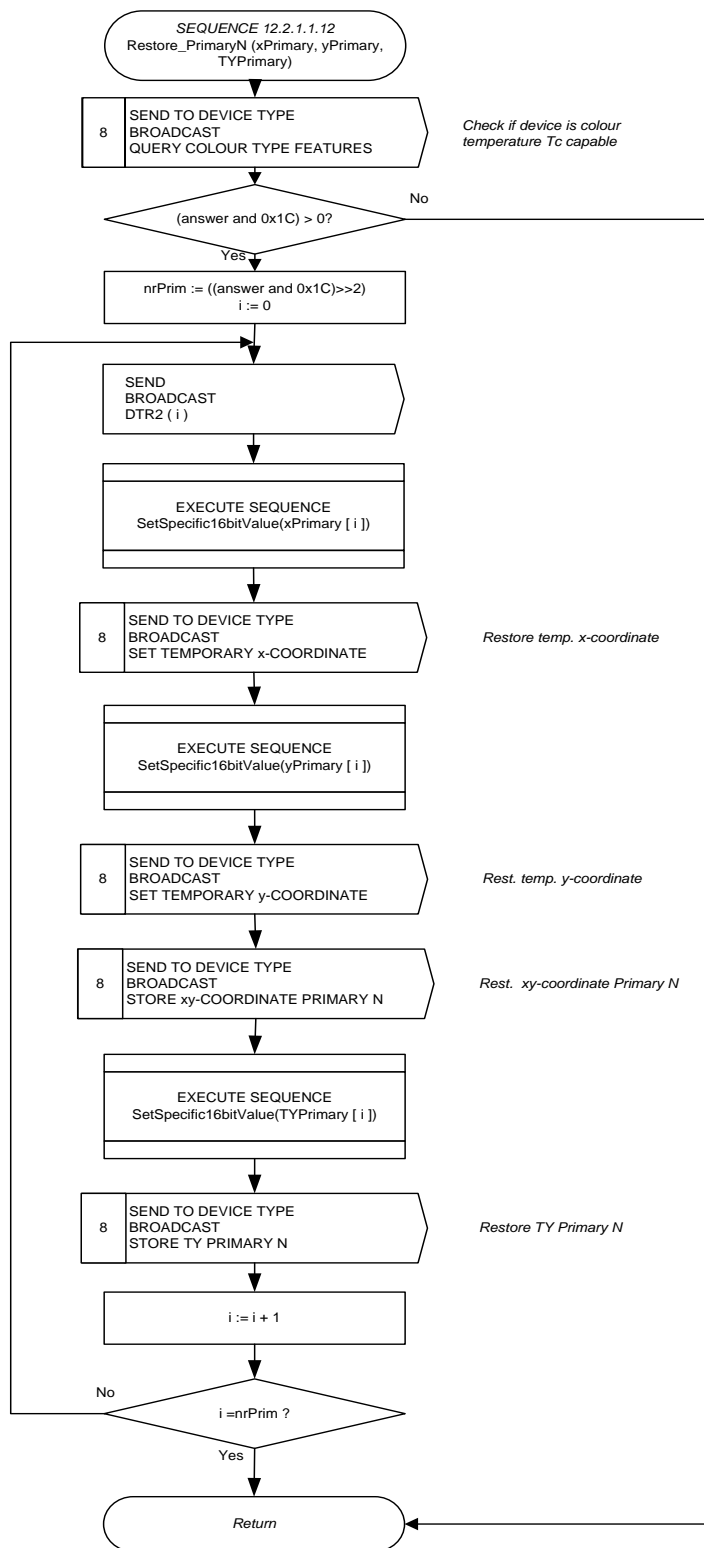 SEQUENCE 12.2.1.1.12
Restore_PrimaryN (xPrimary, yPrimary,
TYPrimary)
8
SEND TO DEVICE TYPE
BROADCAST
QUERY COLOUR TYPE FEATURES
Check if device is colour
temperature Tc capable
(answer and 0x1C) > 0?
No
Yes
nrPrim := ((answer and 0x1C)>>2)
i := 0
SEND
BROADCAST
DTR2 ( i )
EXECUTE SEQUENCE
SetSpecific16bitValue(xPrimary [ i ])
8
SEND TO DEVICE TYPE
BROADCAST
SET TEMPORARY x-COORDINATE
Restore temp. x-coordinate
EXECUTE SEQUENCE
SetSpecific16bitValue(yPrimary [ i ])
8
SEND TO DEVICE TYPE
BROADCAST
SET TEMPORARY y-COORDINATE
Rest. temp. y-coordinate
8
SEND TO DEVICE TYPE
BROADCAST
STORE xy-COORDINATE PRIMARY N
Rest. xy-coordinate Primary N
EXECUTE SEQUENCE
SetSpecific16bitValue(TYPrimary [ i ])
8
SEND TO DEVICE TYPE
BROADCAST
STORE TY PRIMARY N
Restore TY Primary N
i := i + 1
No
i =nrPrim ?
Yes
Return